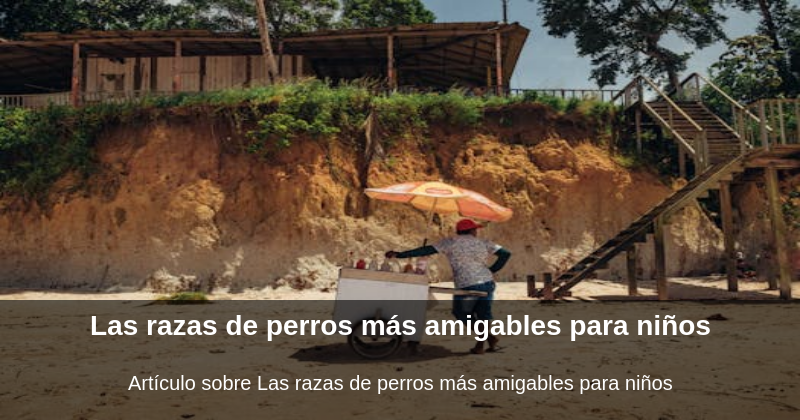 Las razas de perros más amigables para niños
Artículo sobre Las razas de perros más amigables para niños